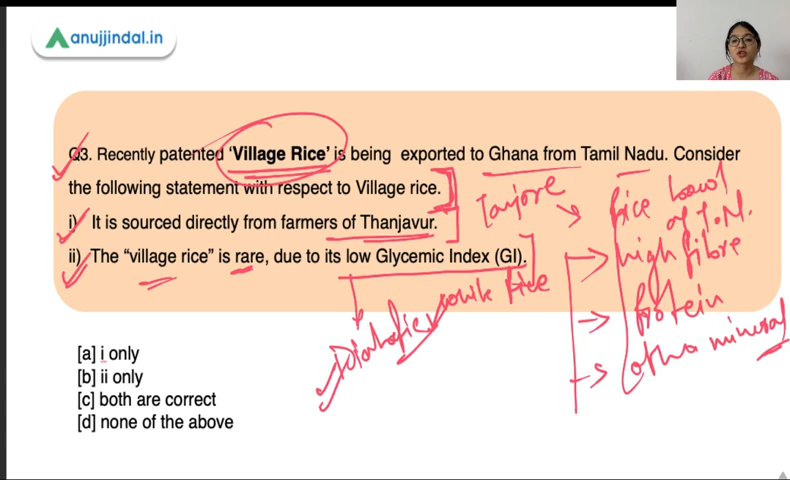 anujjindal.in
Q3. Recently patented ‘Village Rice’ is being exported to Ghana from Tamil Nadu. Consider
the following statement with respect to Village rice.
i) It is sourced directly from farmers of Thanjavur.
ii) The “village rice” is rare, due to its low Glycemic Index (GI).
Tanjore
Rice bowl
of T.N.
high fibre
Protein
other mineral
White Rice
[a] i only
[b] ii only
[c] both are correct
[d] none of the above